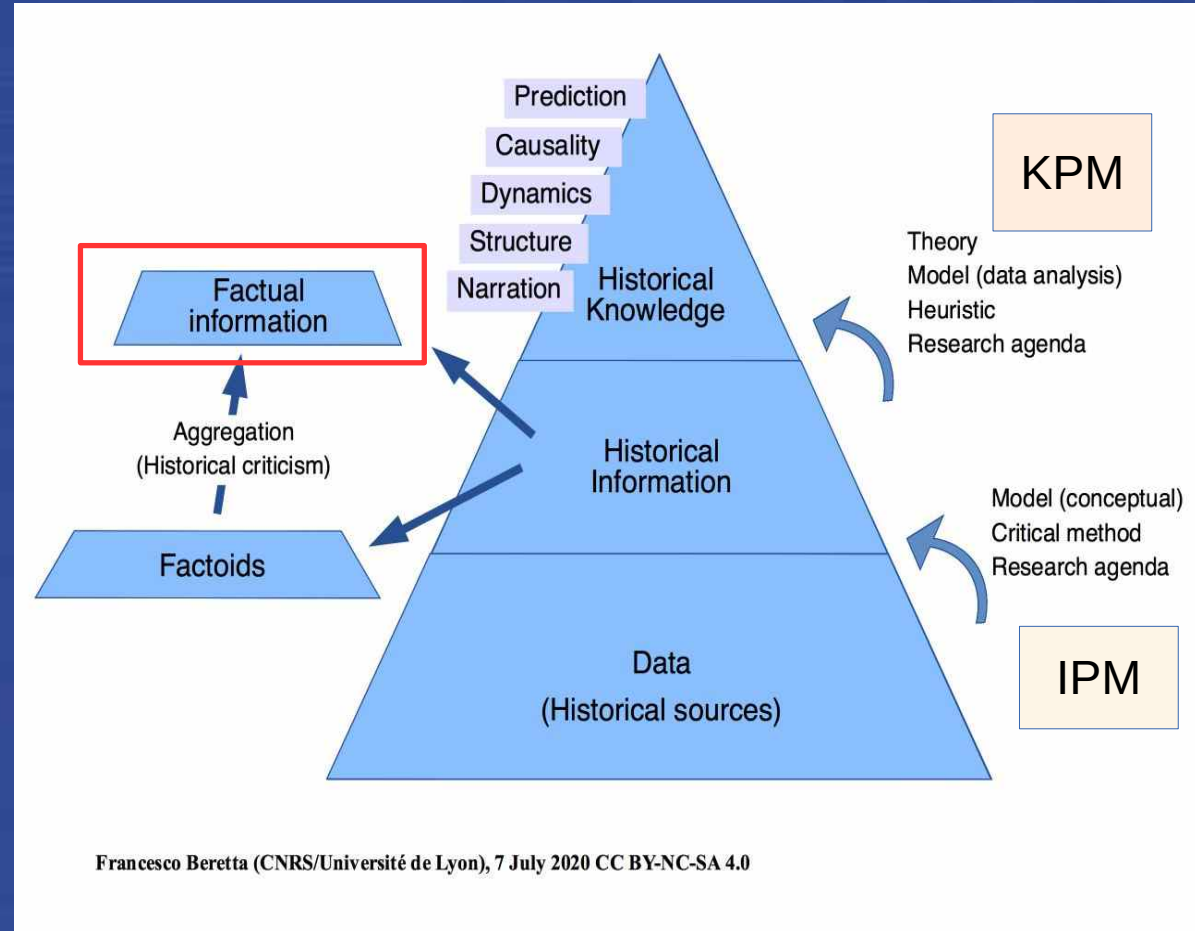 Prediction
Causality
Dynamics
Structure
Narration
Historical
Knowledge
KPM
Theory
Model (data analysis)
Heuristic
Research agenda
Factual
information
Aggregation
(Historical criticism)
Factoids
Historical
Information
Model (conceptual)
Critical method
Research agenda
IPM
Data
(Historical sources)
Francesco Beretta (CNRS/Université de Lyon), 7 July 2020 CC BY-NC-SA 4.0